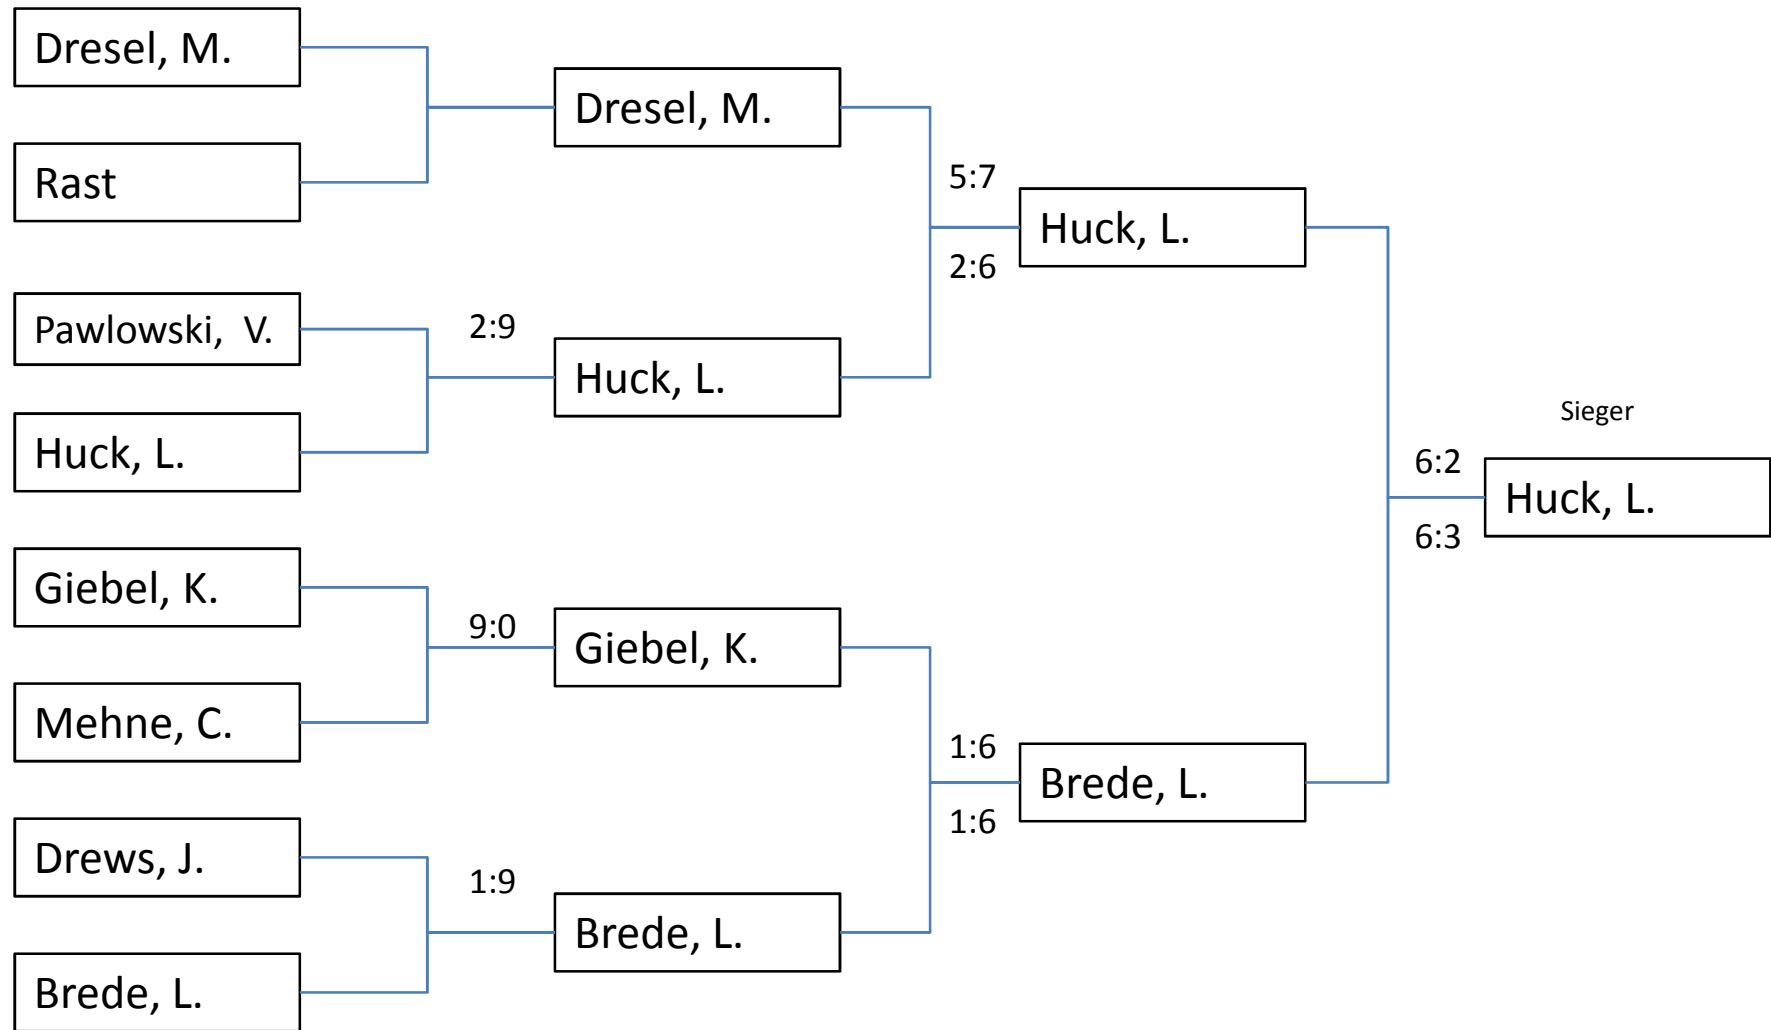 Dresel, M.
Rast
Pawlowski, V.
Huck, L.
Giebel, K.
Mehne, C.
Drews, J.
Brede, L.
2:9
9:0
1:9
Dresel, M.
Huck, L.
Giebel, K.
Brede, L.
5:7
2:6
1:6
1:6
Huck, L.
Brede, L.
6:2
6:3
Sieger
Huck, L.